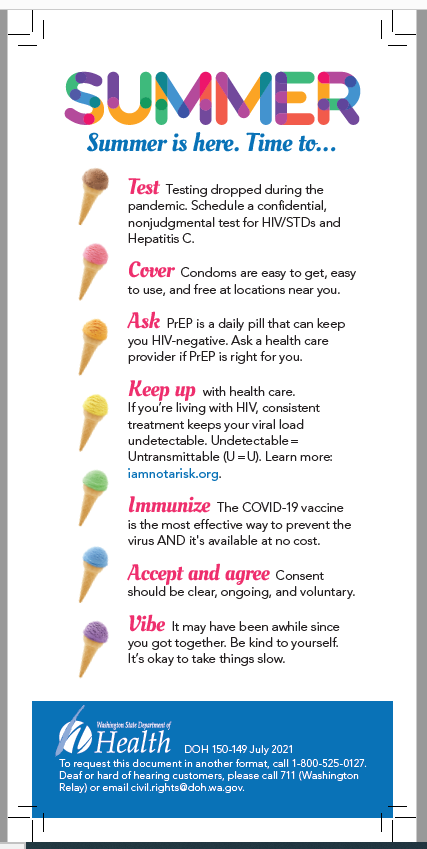 SUMMER
Summer is here. Time to...
Test Testing dropped during the
pandemic. Schedule a confidential,
nonjudgmental test for HIV/STDs and
Hepatitis C.
Cover Condoms are easy to get, easy
to use, and free at locations near you.
Ask PrEP is a daily pill that can keep
you HIV-negative. Ask a health care
provider if PrEP is right for you.
Keep up with health care.
If you're living with HIV, consistent
treatment keeps your viral load
undetectable. Undetectable=
Untransmittable (U=U). Learn more:
iamnotarisk.org.
Immunize The COVID-19 vaccine
is the most effective way to prevent the
virus AND it's available at no cost.
Accept and agree Consent
should be clear, ongoing, and voluntary.
Vibe It may have been awhile since
you got together. Be kind to yourself.
It's okay to take things slow.
Washington State Department of
Health DOH 150-149 July 2021
To request this document in another format, call 1-800-525-0127.
Deaf or hard of hearing customers, please call 711 (Washington
Relay) or email civil.rights@doh.wa.gov.